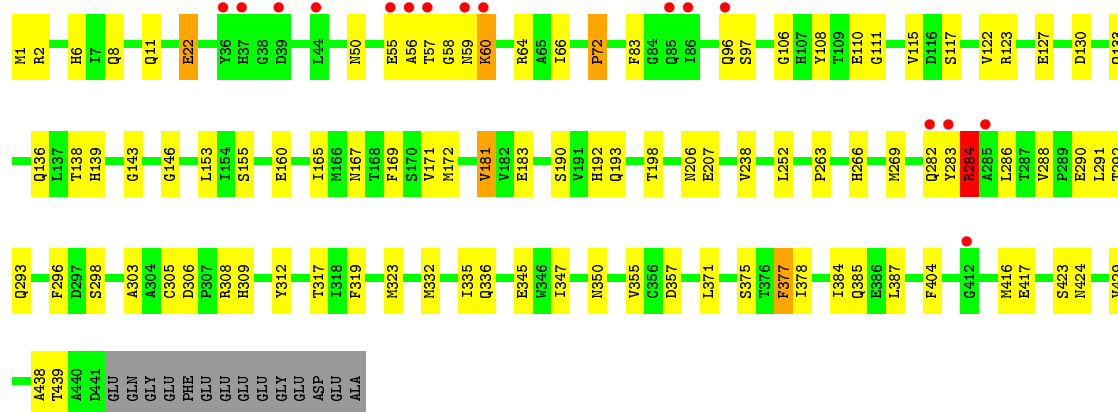 M1 R2 H6 I7 Q8 Q11 E22 Y36 H37 G38 D39 L44 N50 E55 A56 T57 G58 N59 K60 R64 A65 I66 P72 F83 G84 Q85 I86 Q96 S97 G106 H107 Y108 T109 E110 G111 V115 D116 S117 V122 R123 E127 D130 Q133
Q136 L137 T138 H139 G143 G146 L153 I154 S155 E160 I165 M166 N167 T168 F169 S170 V171 M172 V181 V182 E183 S190 V191 H192 Q193 T198 N206 E207 V238 L252 P263 H266 M269 Q282 Y283 R284 A285 L286 T287 V288 P289 E290 L291 T292
Q293 F296 D297 S298 A303 A304 C305 D306 P307 R308 H309 Y312 T317 I318 T319 M323 M332 I335 Q336 E345 W346 I347 N350 V355 C356 D357 L371 S375 T376 F377 I378 I384 Q385 E386 L387 F404 G412 M416 E417 S423 N424
A438 T439 A440 D441 GLU GLN GLY GLU PHE GLU GLU GLU GLU GLY GLU ASP GLU ALA